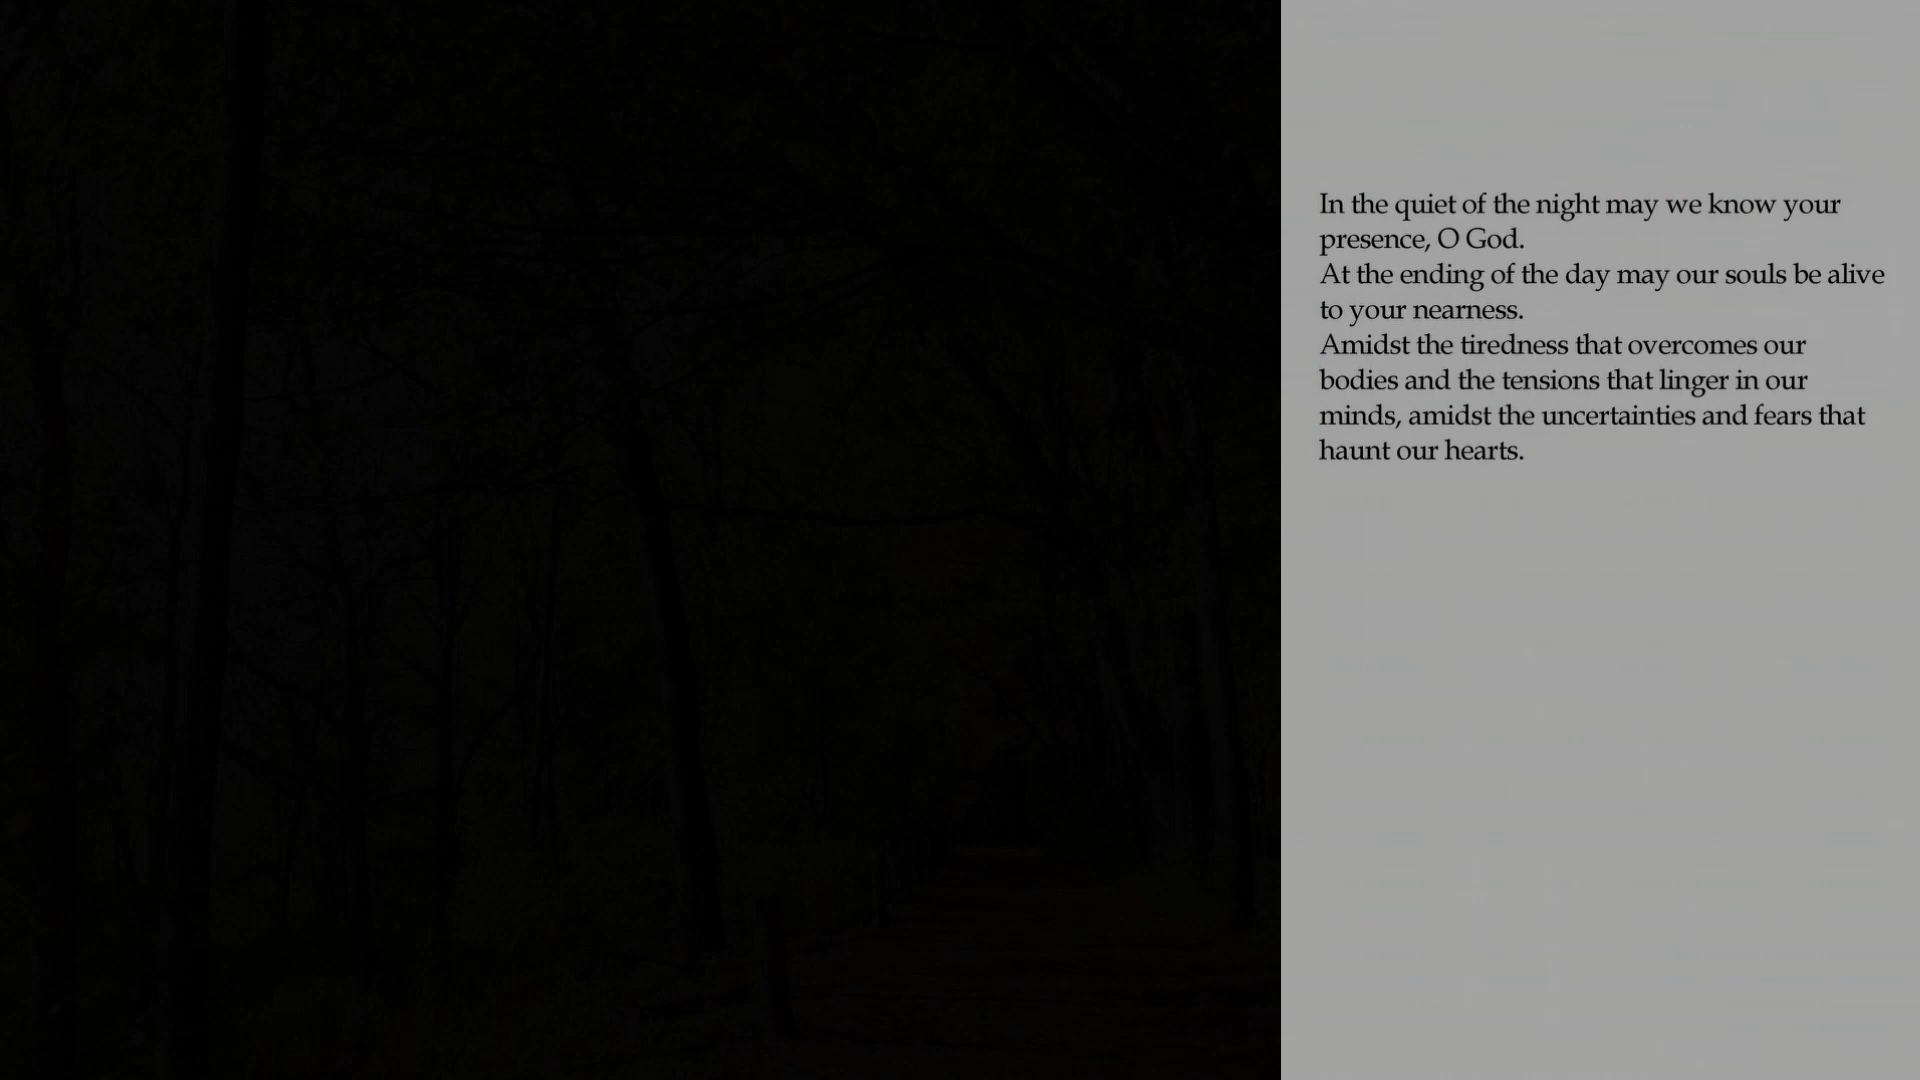 In the quiet of the night may we know your
presence, O God.
At the ending of the day may our souls be alive
to your nearness.
Amidst the tiredness that overcomes our
bodies and the tensions that linger in our
minds, amidst the uncertainties and fears that
haunt our hearts.